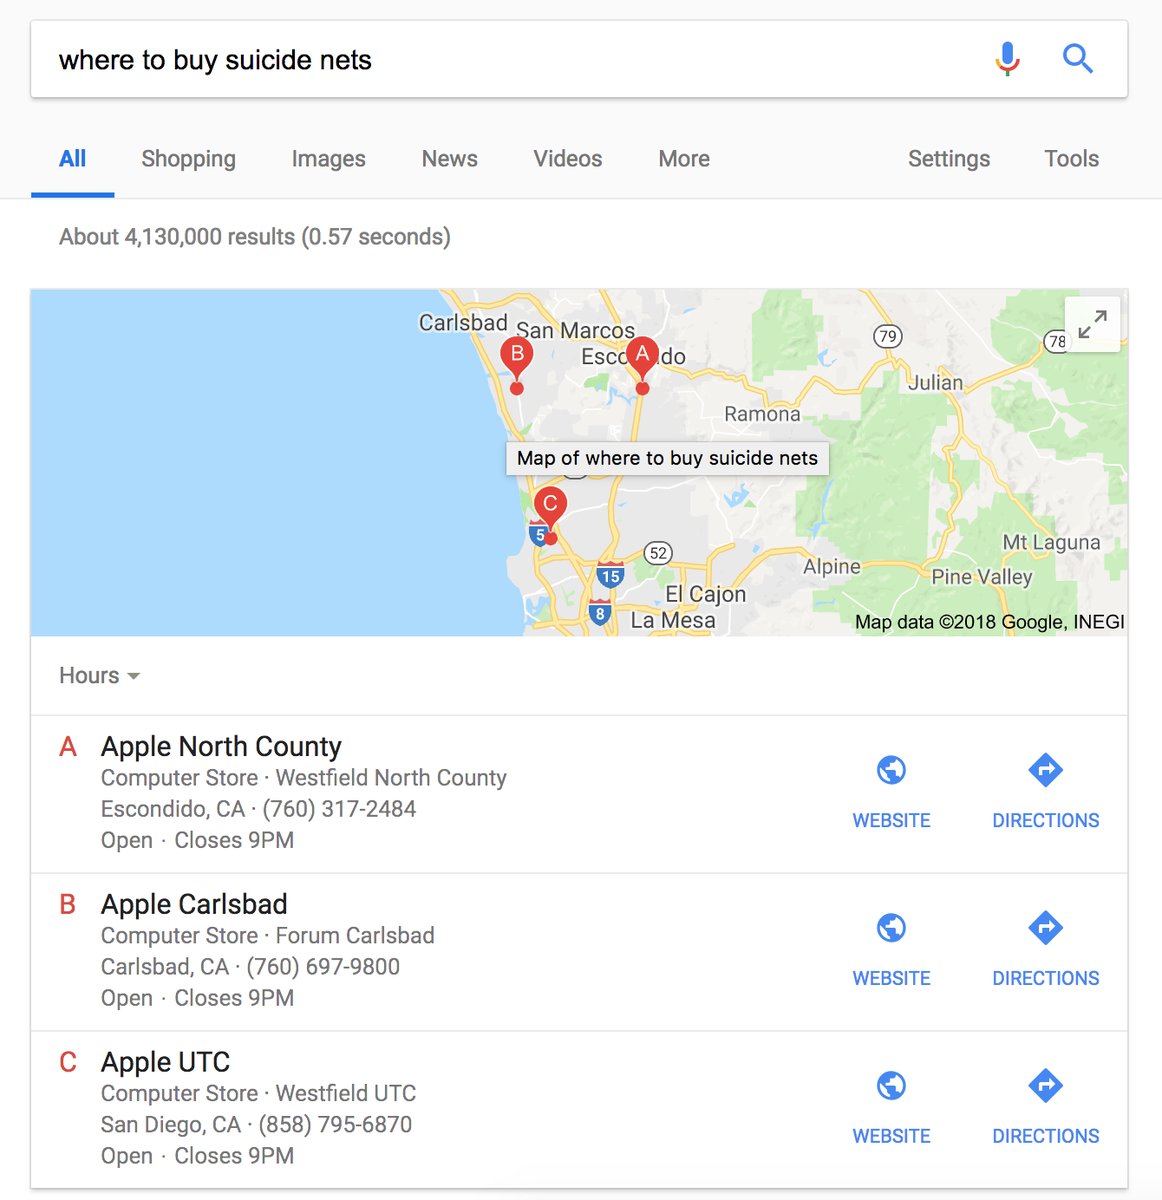 where to buy suicide nets
All Shopping Images News Videos More Settings Tools
About 4,130,000 results (0.57 seconds)
Carlsbad
San Marcos
79
78
B
A
Julian
Ramona
Map of where to buy suicide nets
C
5
52
Mt Laguna
Alpine
15
Pine Valley
El Cajon
8
La Mesa
Map data ©2018 Google, INEGI
Hours
A Apple North County
Computer Store · Westfield North County
Escondido, CA · (760) 317-2484
Open · Closes 9PM
WEBSITE DIRECTIONS
B Apple Carlsbad
Computer Store · Forum Carlsbad
Carlsbad, CA · (760) 697-9800
Open · Closes 9PM
WEBSITE DIRECTIONS
C Apple UTC
Computer Store · Westfield UTC
San Diego, CA · (858) 795-6870
Open · Closes 9PM
WEBSITE DIRECTIONS